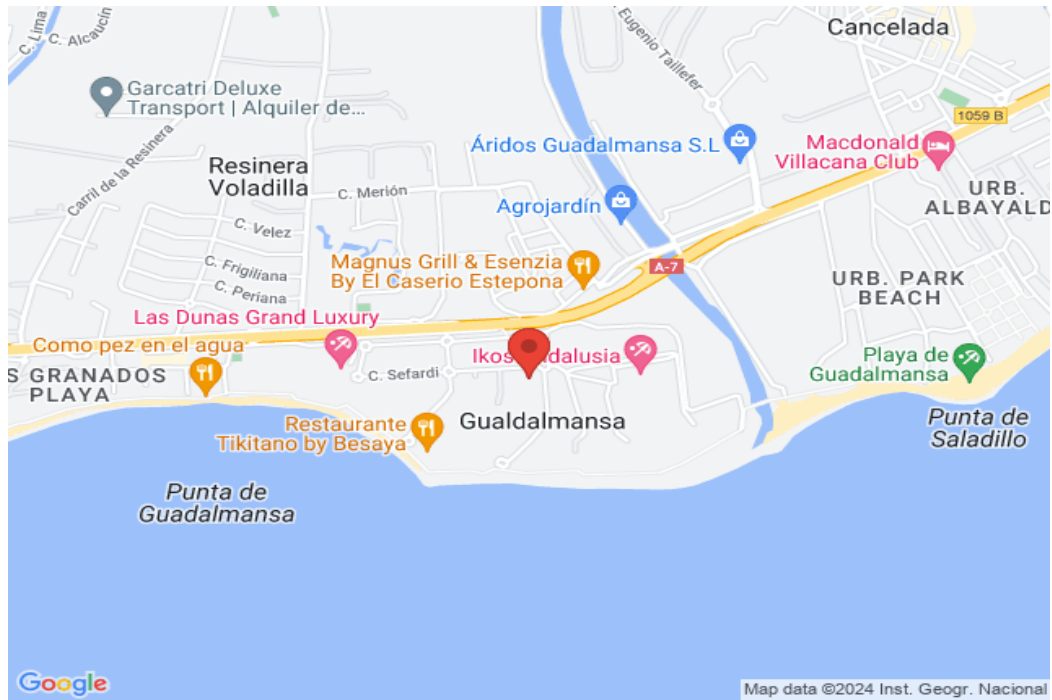 Cancelada
C. Lima
C. Alcaucín
Eugenio Taillefer
Garcatri Deluxe
Transport | Alquiler de...
1059 B
Áridos Guadalmansa S.L
Macdonald
Villacana Club
Carril de la Resinera
Resinera
Voladilla
C. Merión
Agrojardín
URB.
ALBAYALD
C. Velez
Magnus Grill & Esenzia
By El Caserio Estepona
A-7
C. Frigiliana
C. Periana
URB. PARK
BEACH
Las Dunas Grand Luxury
Como pez en el agua
S GRANADOS
PLAYA
C. Sefardi
Ikos
dalusia
Playa de
Guadalmansa
Restaurante
Tikitano by Besaya
Gualdalmansa
Punta de
Saladillo
Punta de
Guadalmansa
Google
Map data ©2024 Inst. Geogr. Nacional